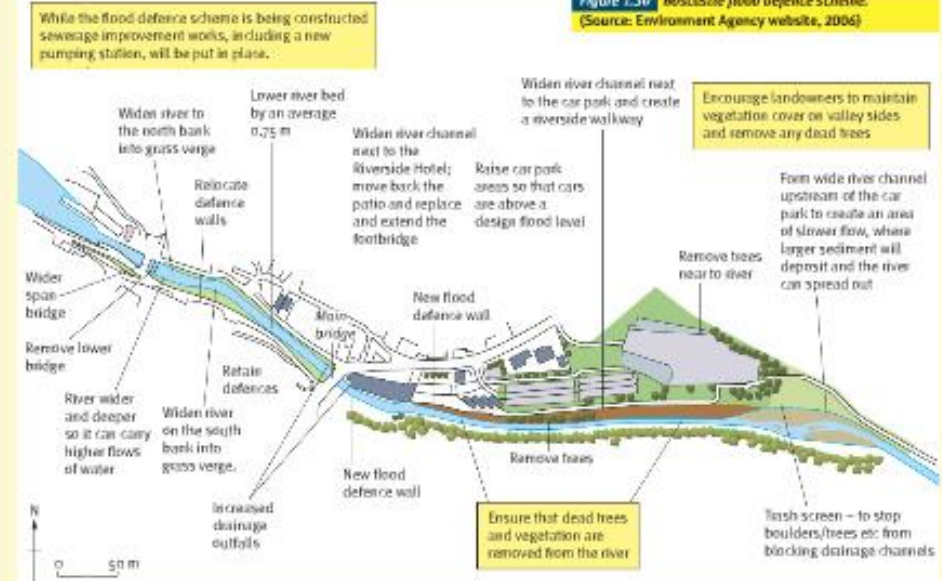 While the flood defence scheme is being constructed
sewerage improvement works, including a new
pumping station, will be put in place.
Figure 1.30 Boscastle flood defence scheme.
(Source: Environment Agency website, 2006)
Widen river to
the north bank
into grass verge
Lower river bed
by an average
0.75 m
Widen river channel
next to the
Riverside Hotel;
move back the
patio and replace
and extend the
footbridge
Widen river channel next
to the car park and create
a riverside walkway
Encourage landowners to maintain
vegetation cover on valley sides
and remove any dead trees
Relocate
defence
walls
Raise car park
areas so that cars
are above a
design flood level
Form wide river channel
upstream of the car
park to create an area
of slower flow, where
larger sediment will
deposit and the river
can spread out
Remove trees
near to river
Wider
span
bridge
Main
bridge
New flood
defence wall
Remove lower
bridge
Retain
defences
River wider
and deeper
so it can carry
higher flows
of water
Widen river
on the south
bank into
grass verge.
New flood
defence wall
Remove trees
Increased
drainage
outfalls
Ensure that dead trees
and vegetation are
removed from the river
Trash screen – to stop
boulders/trees etc from
blocking drainage channels
N
0 50 m